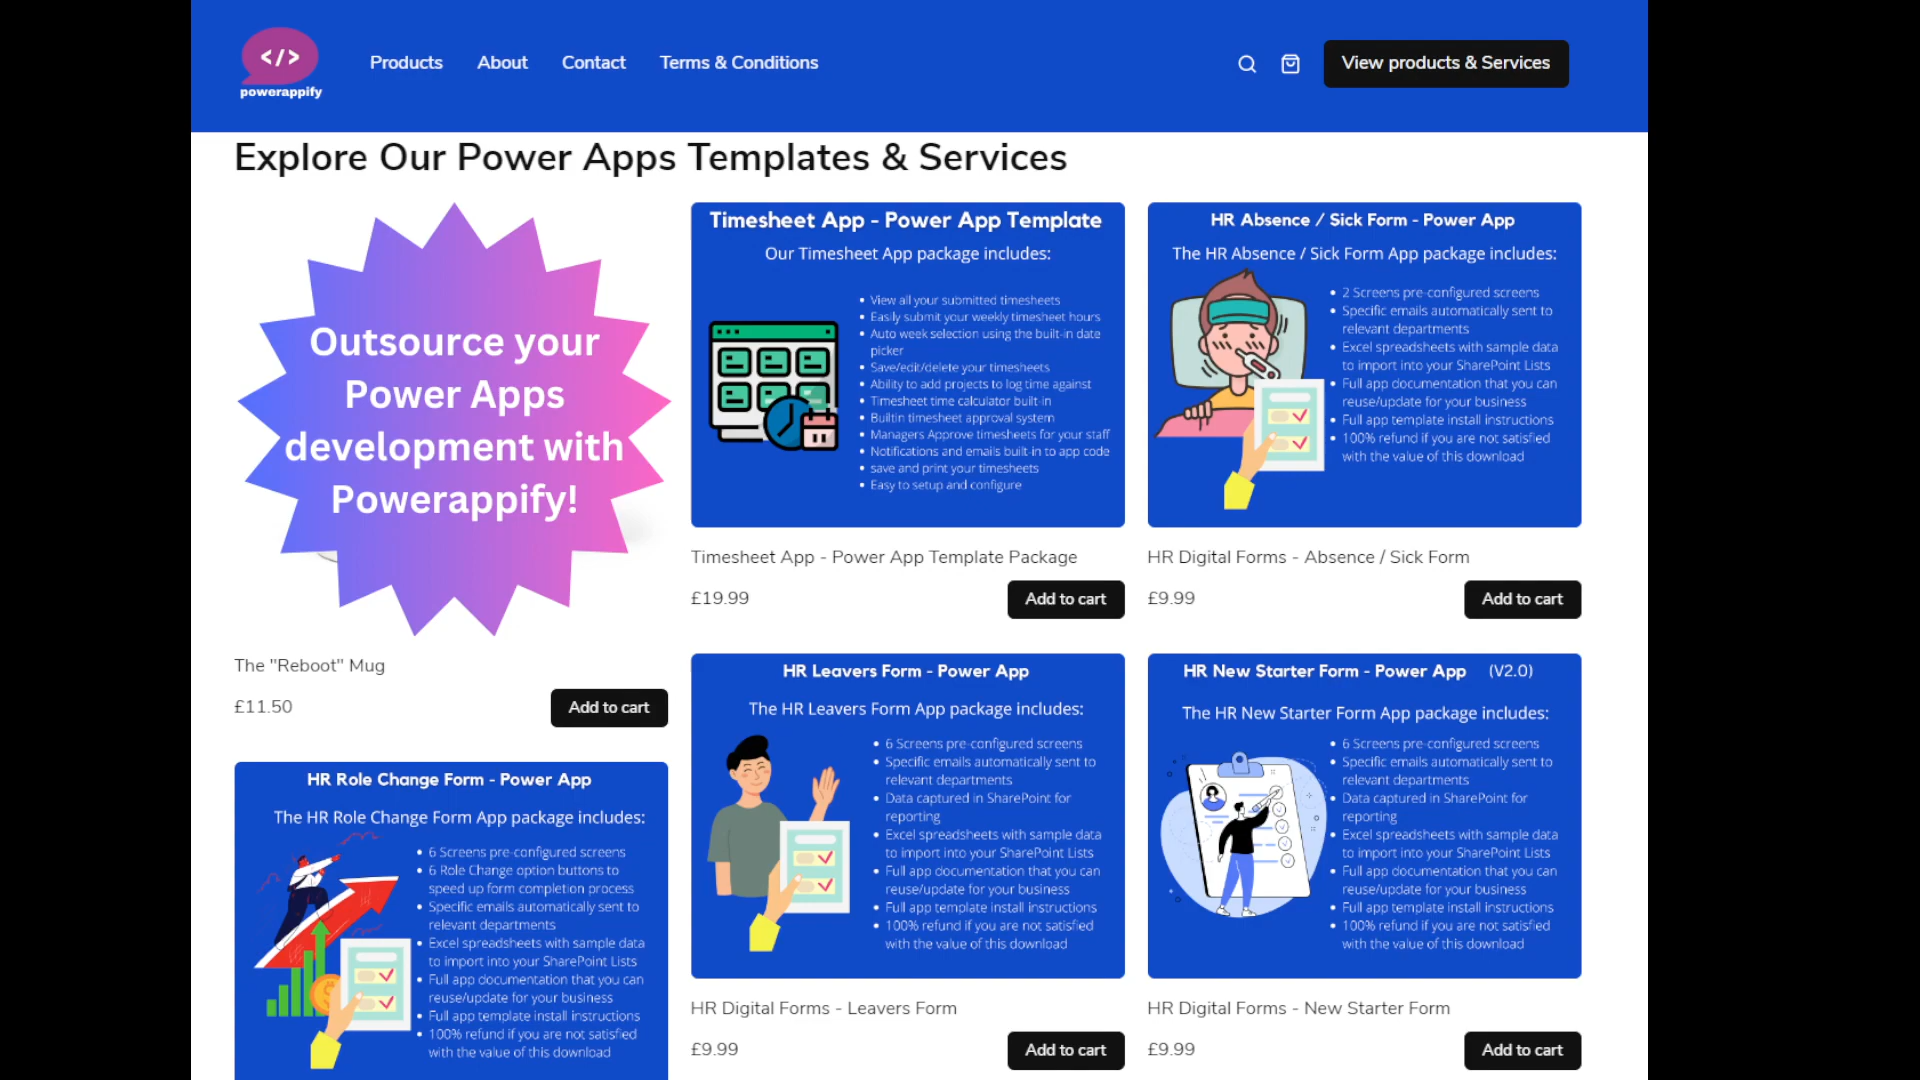 </>
powerappify
Products
About
Contact
Terms & Conditions
View products & Services
Explore Our Power Apps Templates & Services
Outsource your
Power Apps
development with
Powerappify!
The "Reboot" Mug
£11.50
Add to cart
Timesheet App - Power App Template
Our Timesheet App package includes:
• View all your submitted timesheets
• Easily submit your weekly timesheet hours
• Auto week selection using the built-in date
picker
• Save/edit/delete your timesheets
• Ability to add projects to log time against
• Timesheet time calculator built-in
• Builtin timesheet approval system
• Managers Approve timesheets for your staff
• Notifications and emails built-in to app code
• save and print your timesheets
• Easy to setup and configure
Timesheet App - Power App Template Package
£19.99
Add to cart
HR Absence / Sick Form - Power App
The HR Absence / Sick Form App package includes:
• 2 Screens pre-configured screens
• Specific emails automatically sent to
relevant departments
• Excel spreadsheets with sample data
to import into your SharePoint Lists
• Full app documentation that you can
reuse/update for your business
• Full app template install instructions
• 100% refund if you are not satisfied
with the value of this download
HR Digital Forms - Absence / Sick Form
£9.99
Add to cart
HR Role Change Form - Power App
The HR Role Change Form App package includes:
• 6 Screens pre-configured screens
• 6 Role Change option buttons to
speed up form completion process
• Specific emails automatically sent to
relevant departments
• Excel spreadsheets with sample data
to import into your SharePoint Lists
• Full app documentation that you can
reuse/update for your business
• Full app template install instructions
• 100% refund if you are not satisfied
with the value of this download
HR Leavers Form - Power App
The HR Leavers Form App package includes:
• 6 Screens pre-configured screens
• Specific emails automatically sent to
relevant departments
• Data captured in SharePoint for
reporting
• Excel spreadsheets with sample data
to import into your SharePoint Lists
• Full app documentation that you can
reuse/update for your business
• Full app template install instructions
• 100% refund if you are not satisfied
with the value of this download
HR Digital Forms - Leavers Form
£9.99
Add to cart
HR New Starter Form - Power App (V2.0)
The HR New Starter Form App package includes:
• 6 Screens pre-configured screens
• Specific emails automatically sent to
relevant departments
• Data captured in SharePoint for
reporting
• Excel spreadsheets with sample data
to import into your SharePoint Lists
• Full app documentation that you can
reuse/update for your business
• Full app template install instructions
• 100% refund if you are not satisfied
with the value of this download
HR Digital Forms - New Starter Form
£9.99
Add to cart